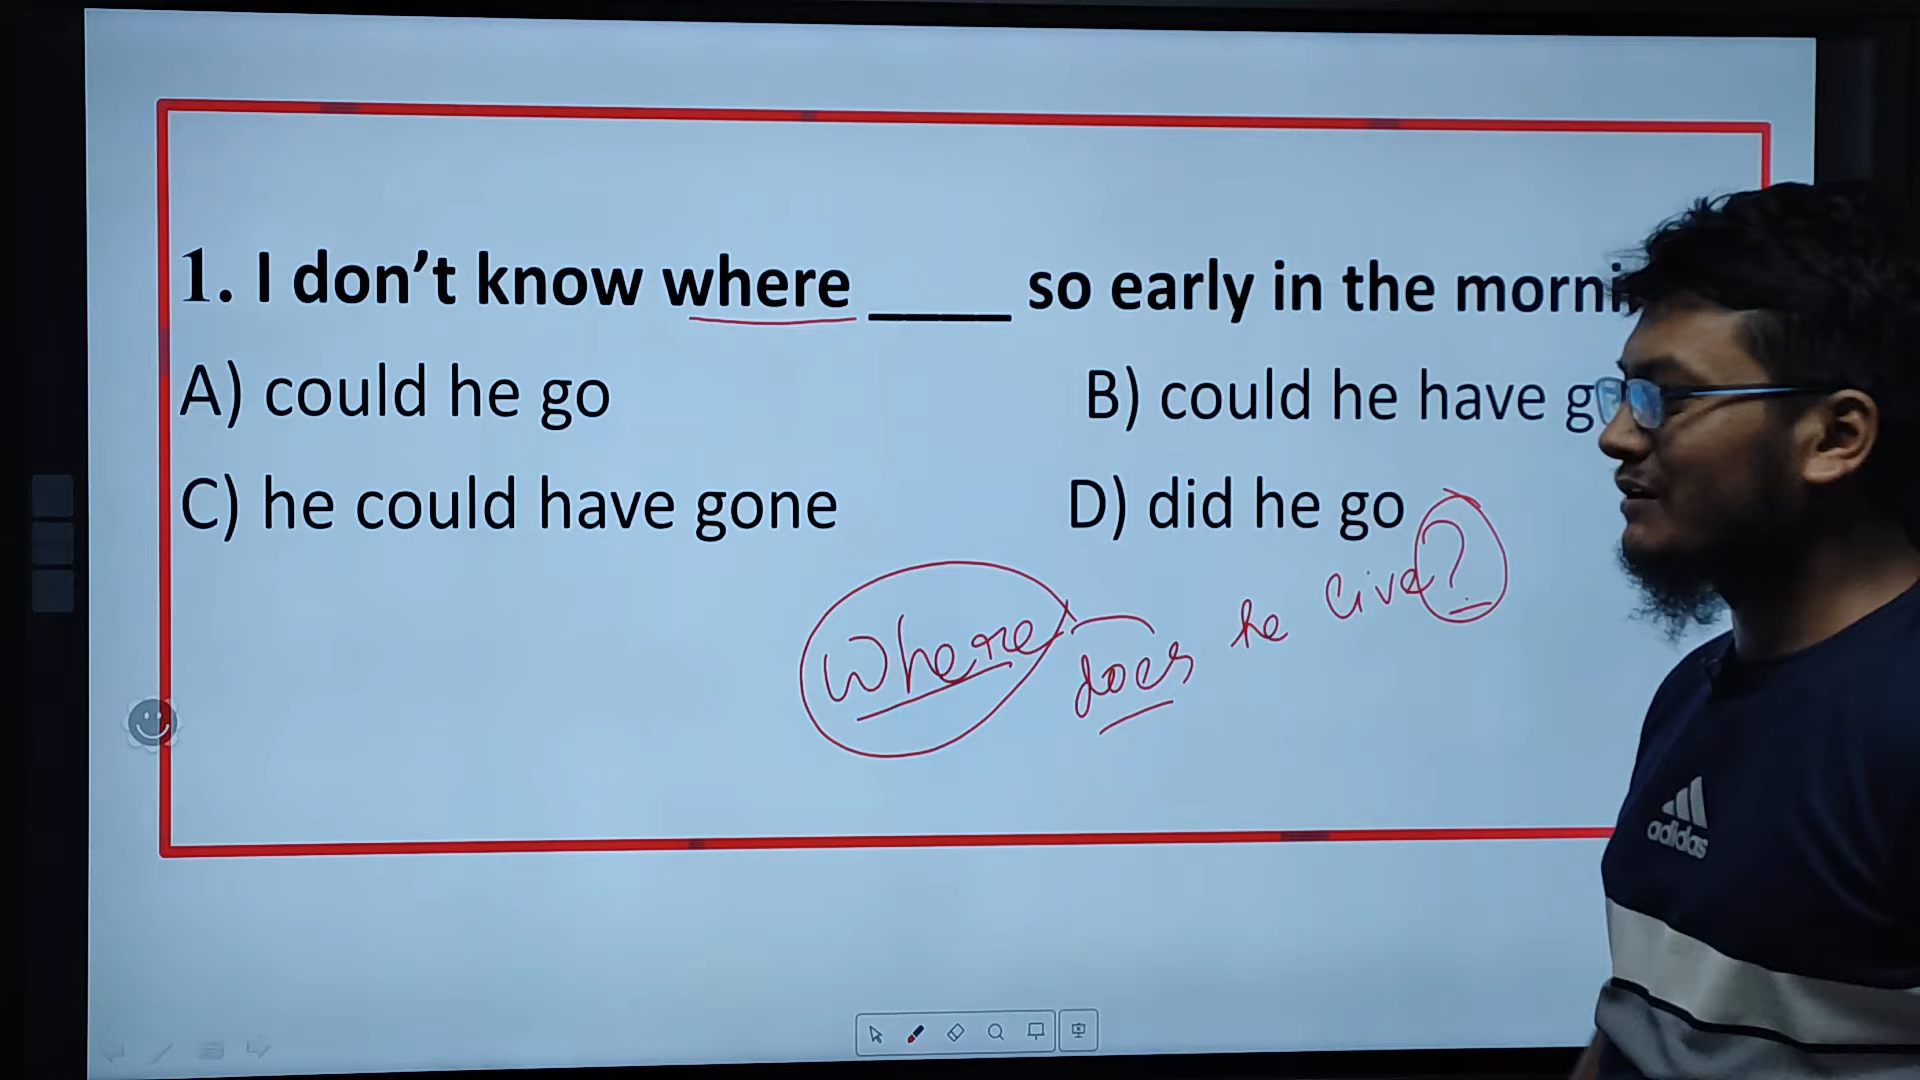 1. I don’t know where ____ so early in the
A) could he go
B) could he have
C) he could have gone
D) did he go
where does he live?
adidas